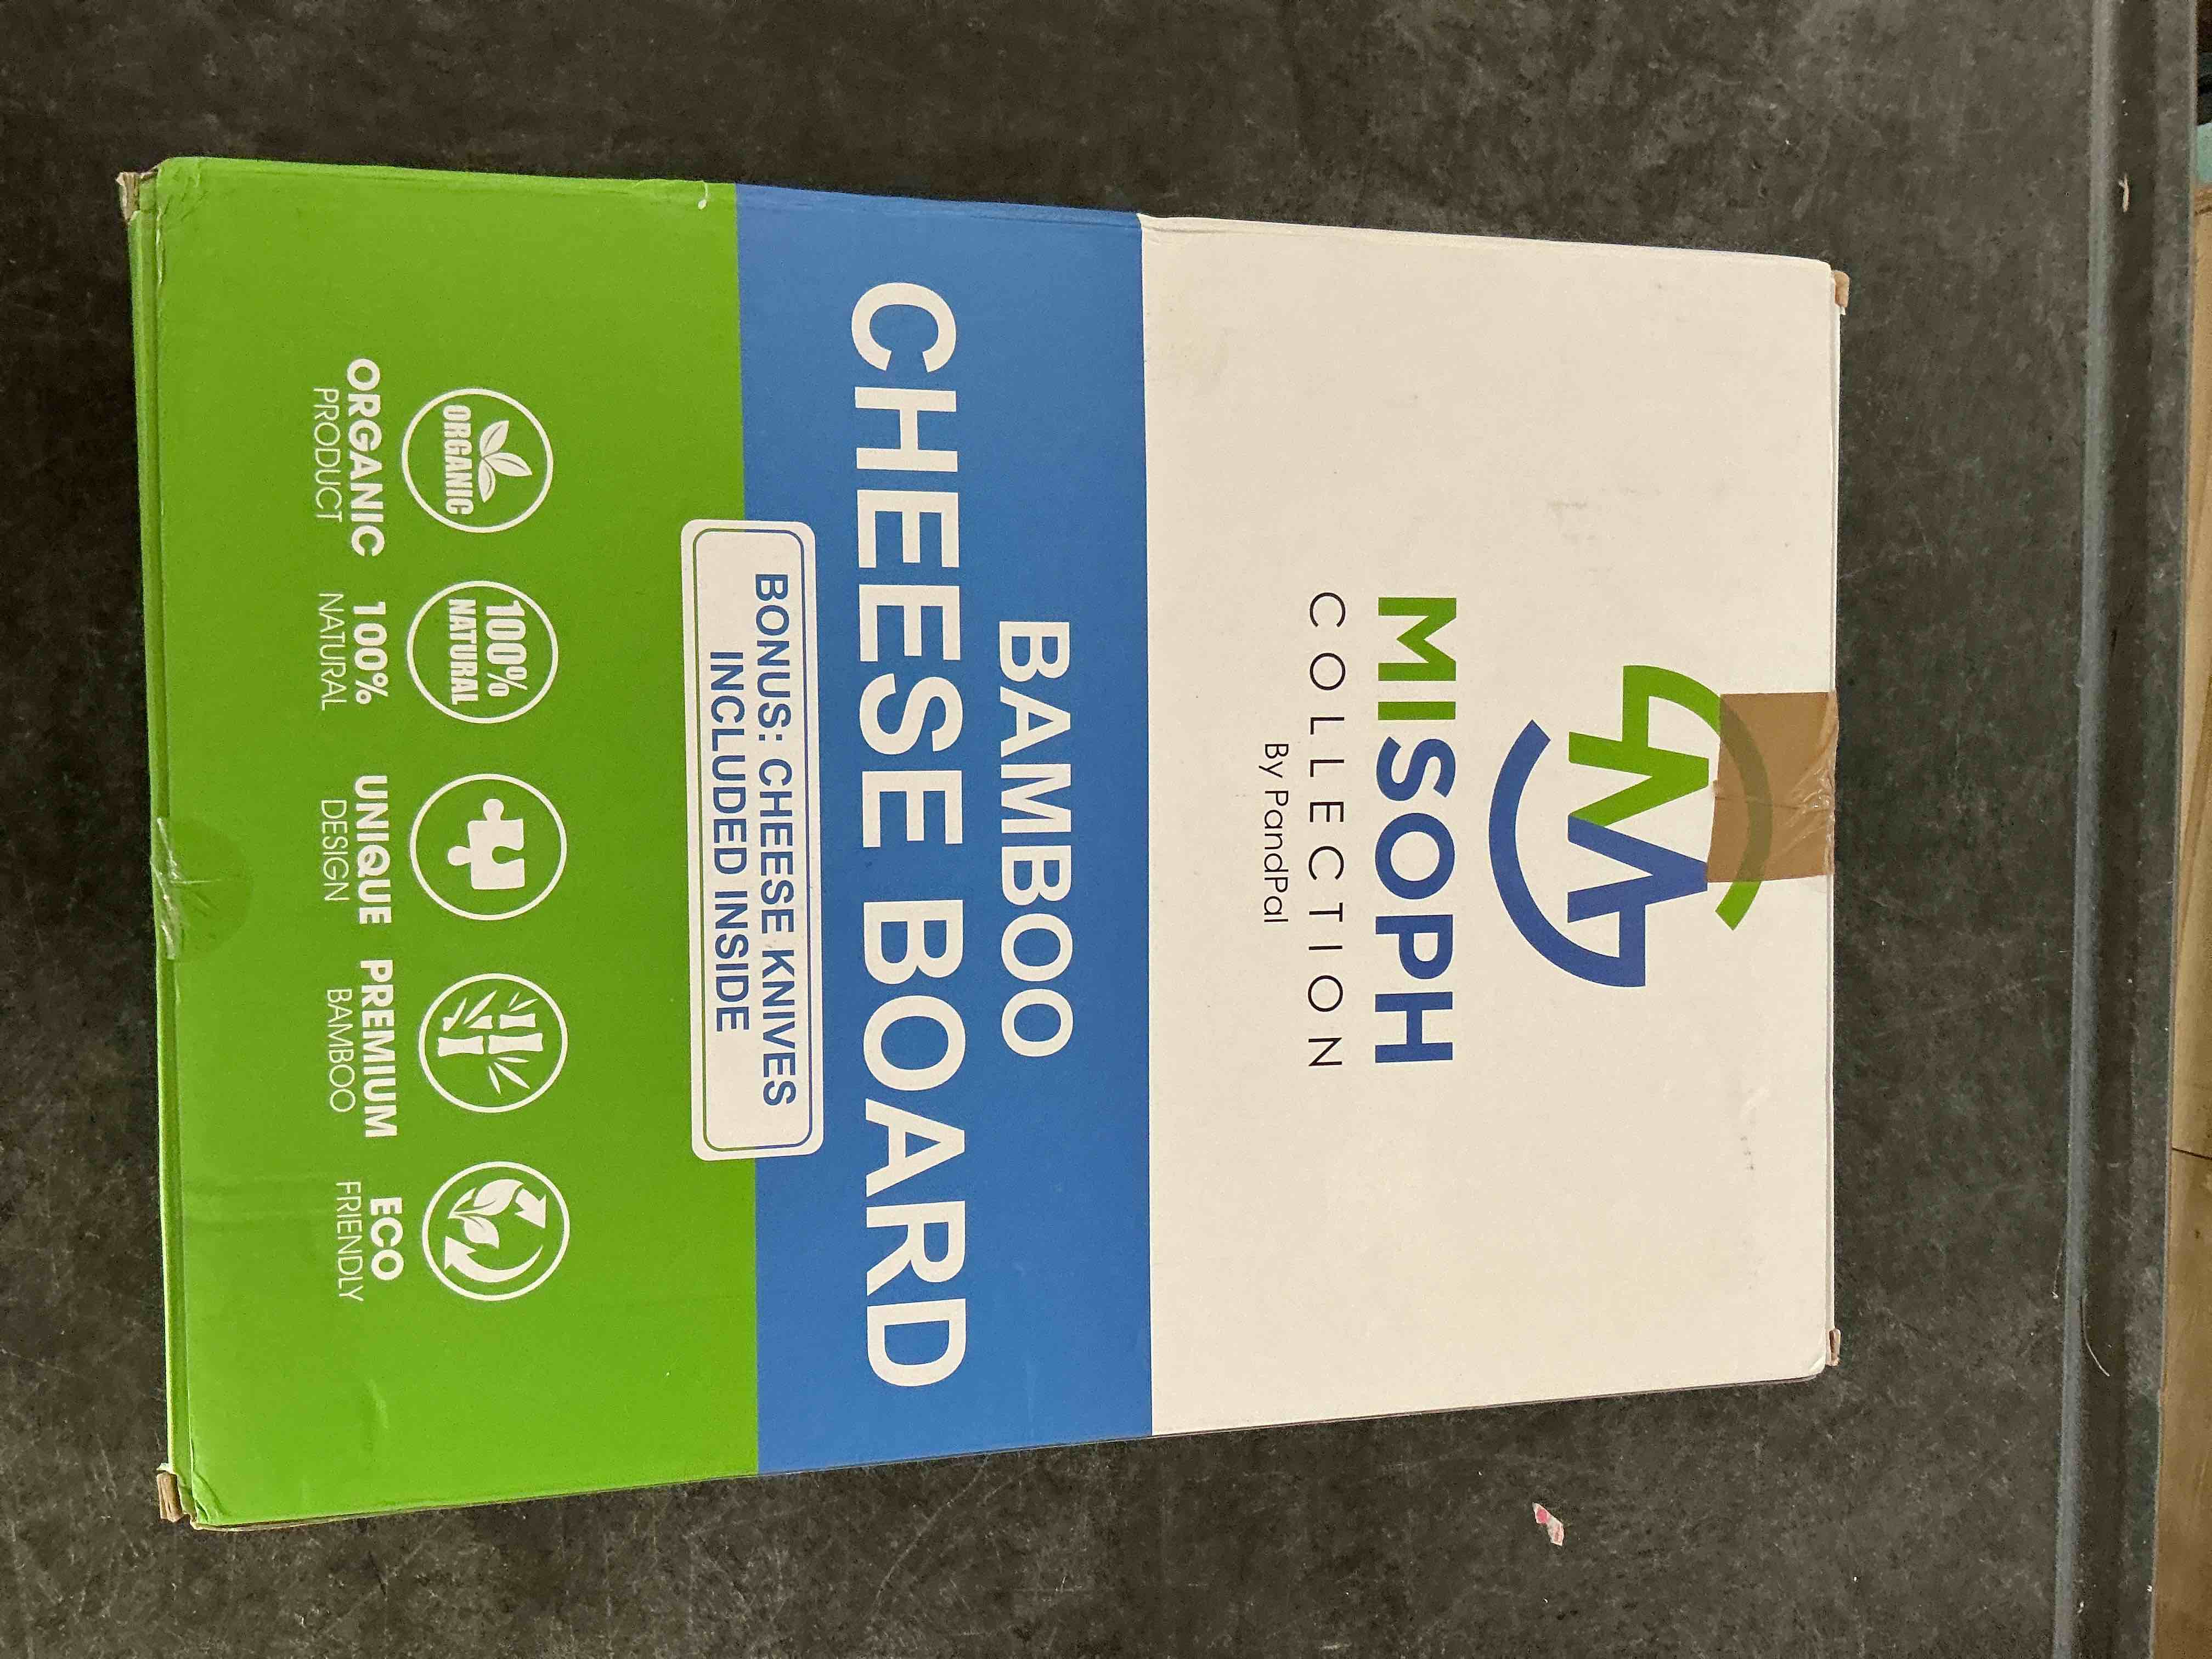 MISOPH
COLLECTION
By PandPal
BAMBOO
CHEESE BOARD
BONUS: CHEESE KNIVES
INCLUDED INSIDE
ORGANIC
100%
NATURAL
ORGANIC
PRODUCT
100%
NATURAL
UNIQUE
DESIGN
PREMIUM
BAMBOO
ECO
FRIENDLY